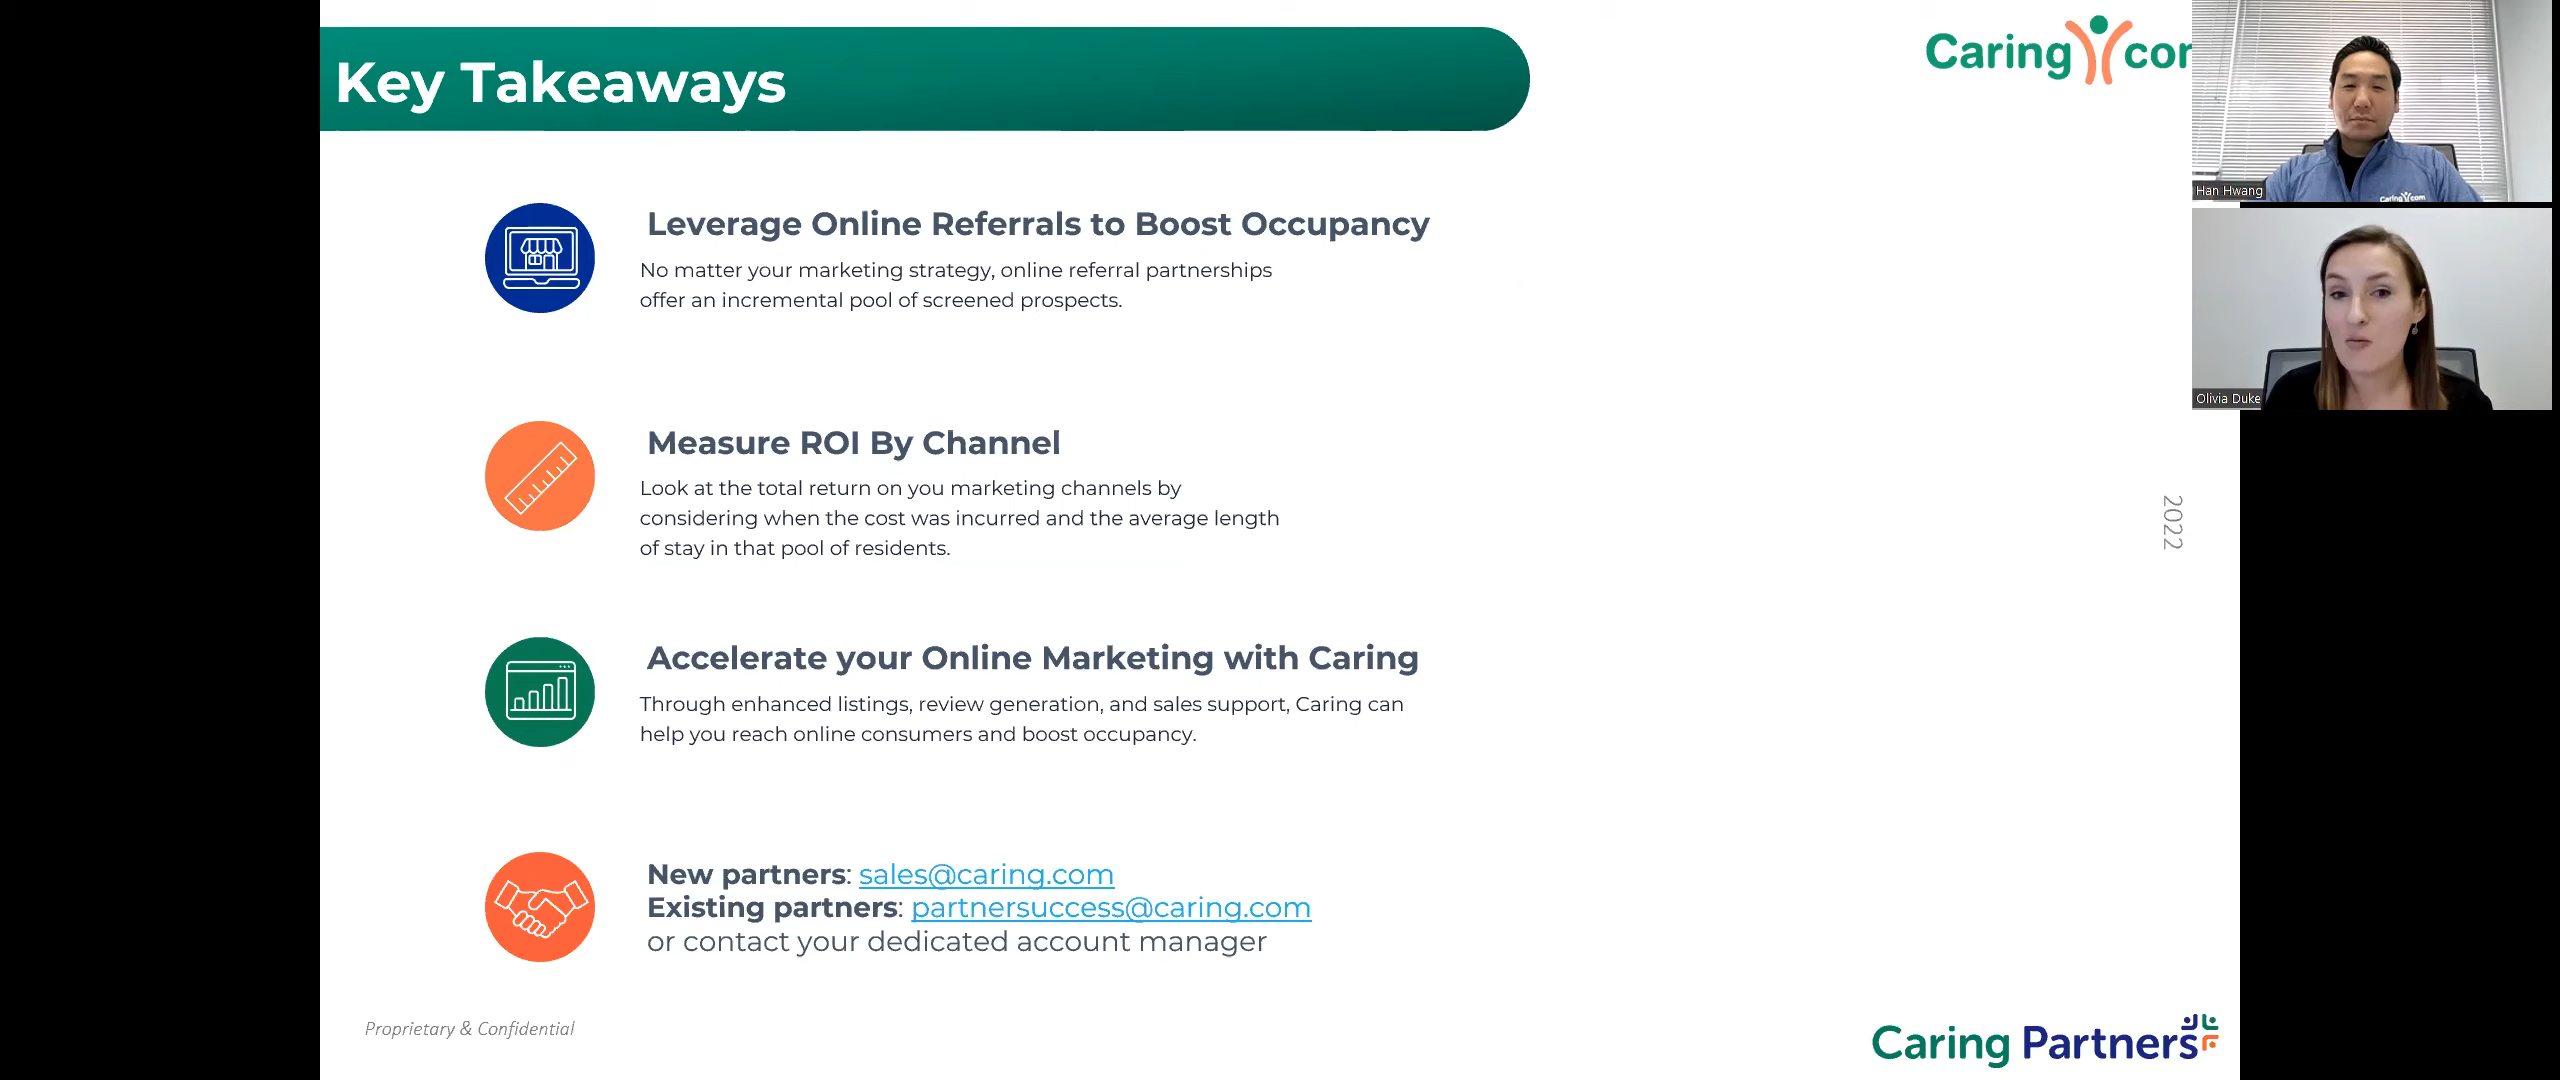 Key Takeaways
Caring com
Han Hwang
Caring com
Olivia Duke
Leverage Online Referrals to Boost Occupancy
No matter your marketing strategy, online referral partnerships
offer an incremental pool of screened prospects.
Measure ROI By Channel
Look at the total return on you marketing channels by
considering when the cost was incurred and the average length
of stay in that pool of residents.
2022
Accelerate your Online Marketing with Caring
Through enhanced listings, review generation, and sales support, Caring can
help you reach online consumers and boost occupancy.
New partners: sales@caring.com
Existing partners: partnersuccess@caring.com
or contact your dedicated account manager
Proprietary & Confidential
Caring Partners